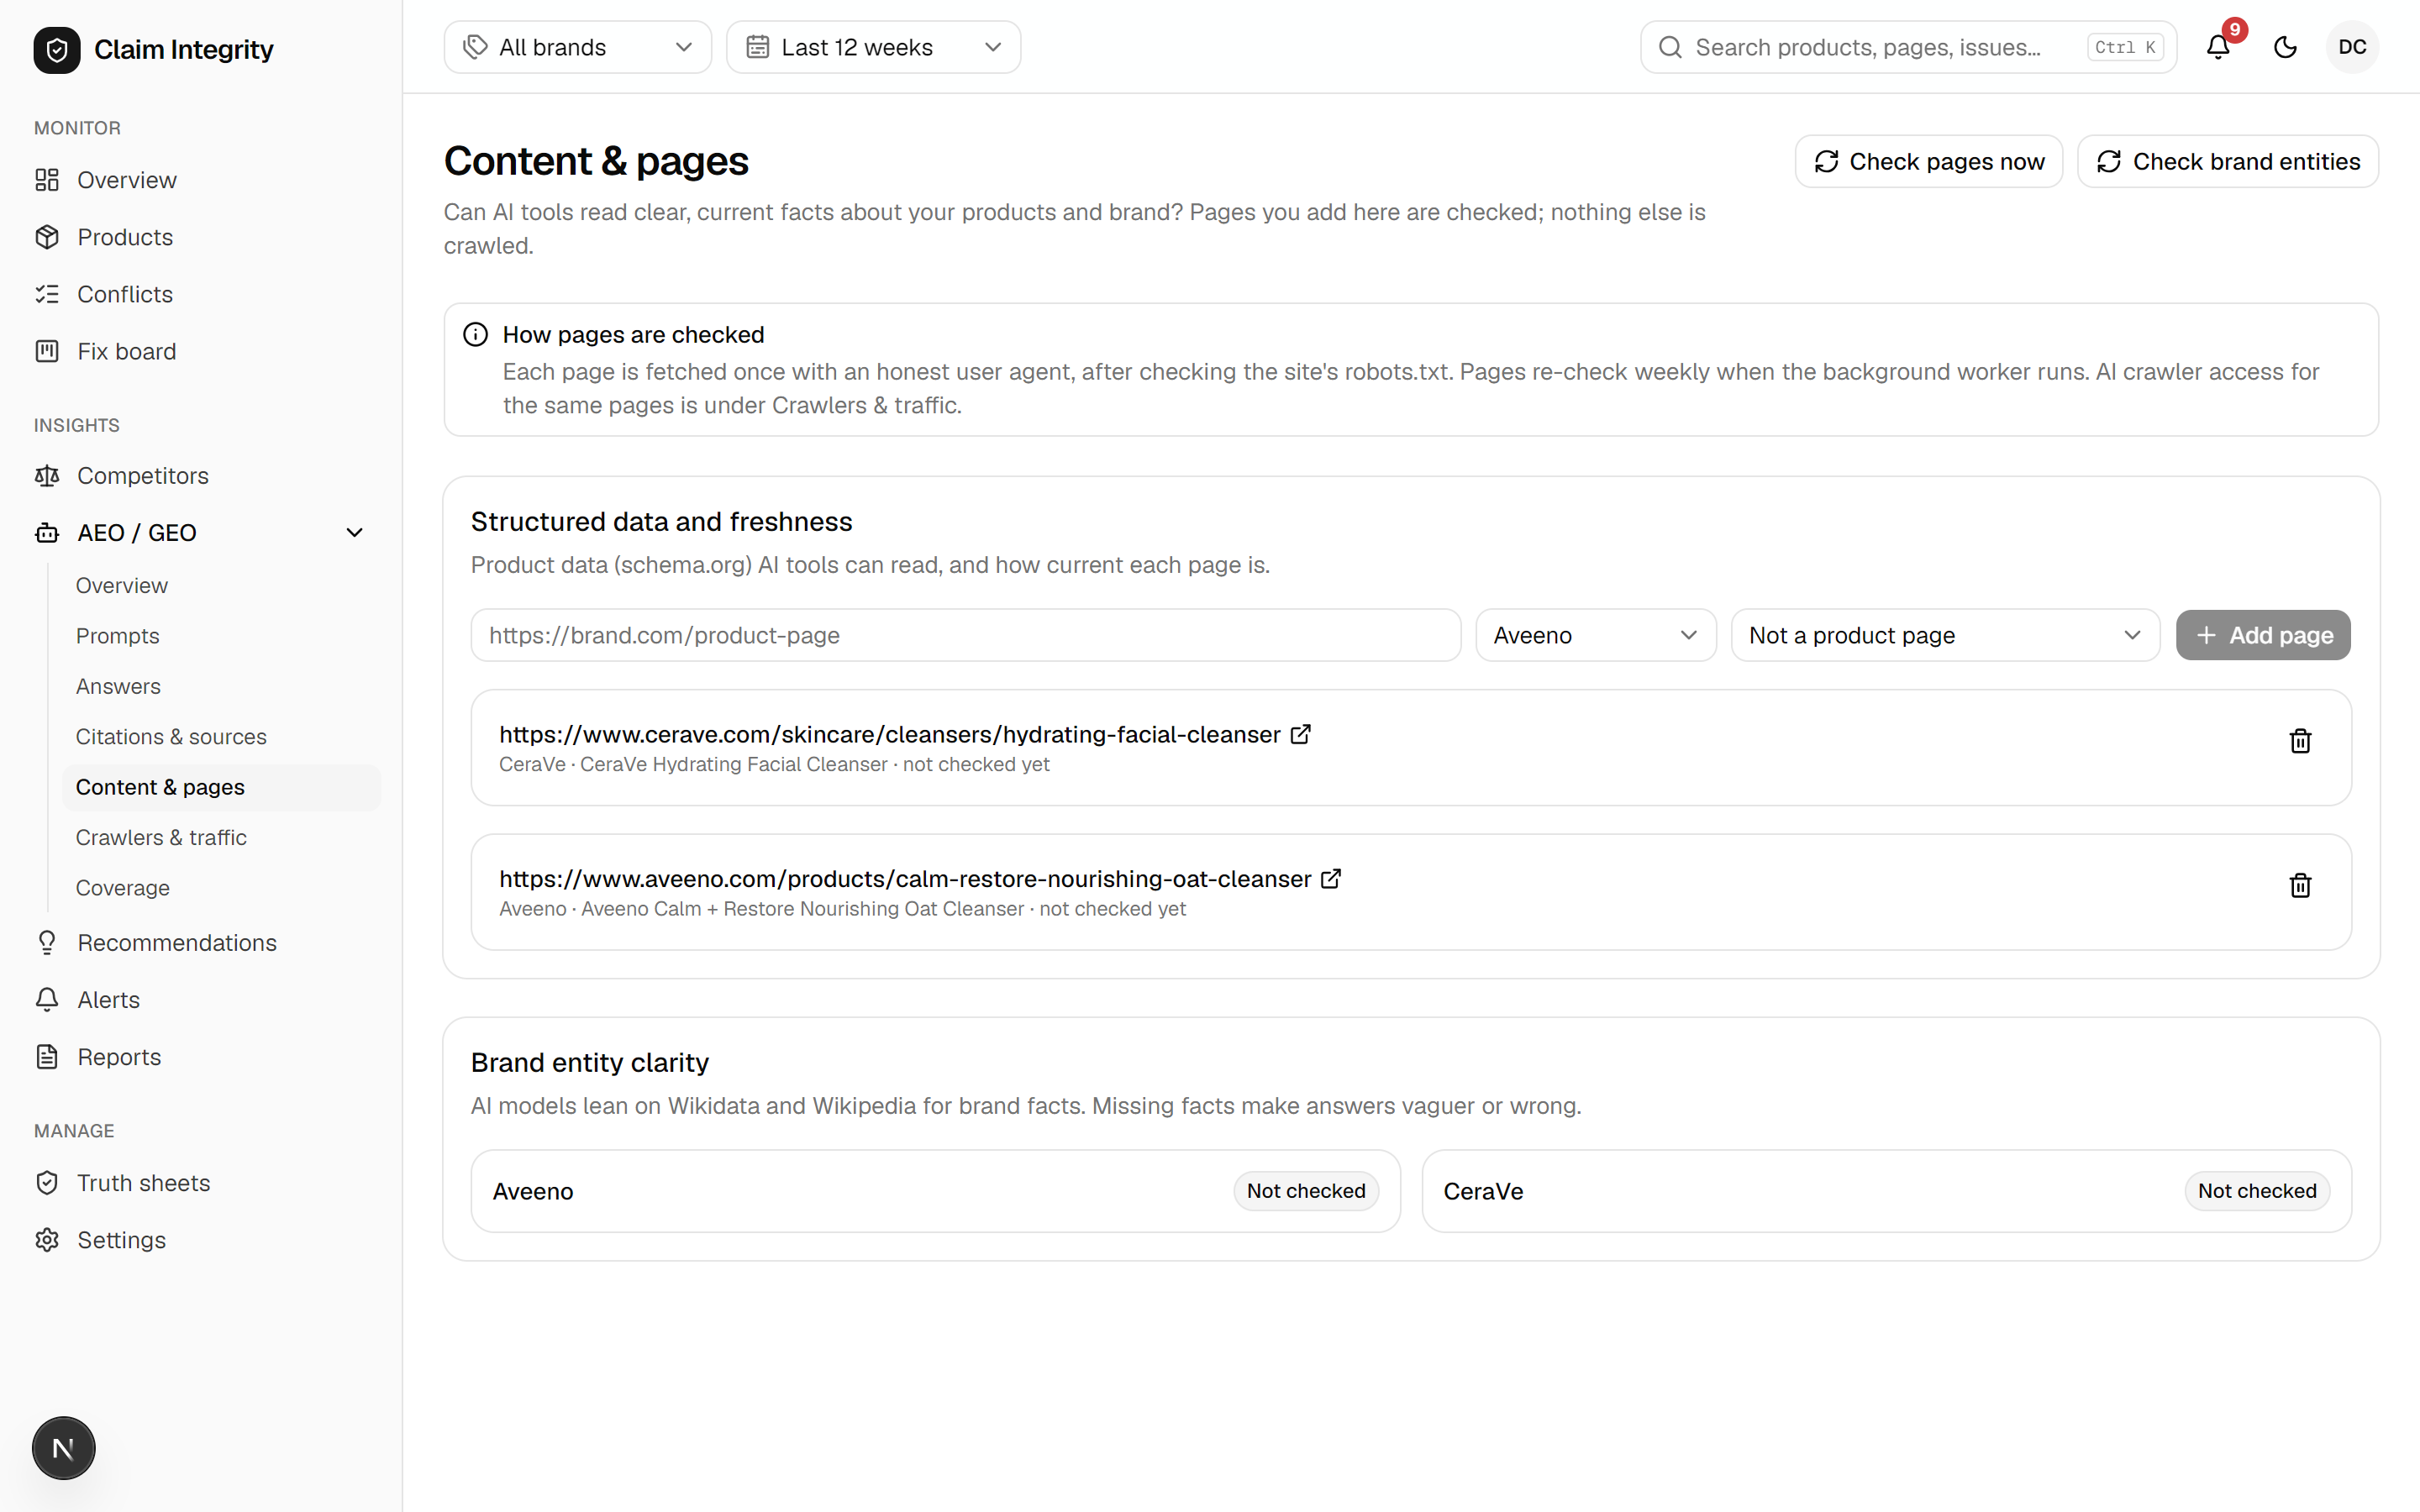 Claim Integrity
MONITOR
Overview
Products
Conflicts
Fix board
INSIGHTS
Competitors
AEO / GEO
Overview
Prompts
Answers
Citations & sources
Content & pages
Crawlers & traffic
Coverage
Recommendations
Alerts
Reports
MANAGE
Truth sheets
Settings
N
All brands
Last 12 weeks
Search products, pages, issues...
Ctrl K
9
DC
Content & pages
Check pages now
Check brand entities
Can AI tools read clear, current facts about your products and brand? Pages you add here are checked; nothing else is
crawled.
How pages are checked
Each page is fetched once with an honest user agent, after checking the site's robots.txt. Pages re-check weekly when the background worker runs. AI crawler access for
the same pages is under Crawlers & traffic.
Structured data and freshness
Product data (schema.org) AI tools can read, and how current each page is.
https://brand.com/product-page
Aveeno
Not a product page
+ Add page
https://www.cerave.com/skincare/cleansers/hydrating-facial-cleanser
CeraVe · CeraVe Hydrating Facial Cleanser · not checked yet
https://www.aveeno.com/products/calm-restore-nourishing-oat-cleanser
Aveeno · Aveeno Calm + Restore Nourishing Oat Cleanser · not checked yet
Brand entity clarity
AI models lean on Wikidata and Wikipedia for brand facts. Missing facts make answers vaguer or wrong.
Aveeno
Not checked
CeraVe
Not checked